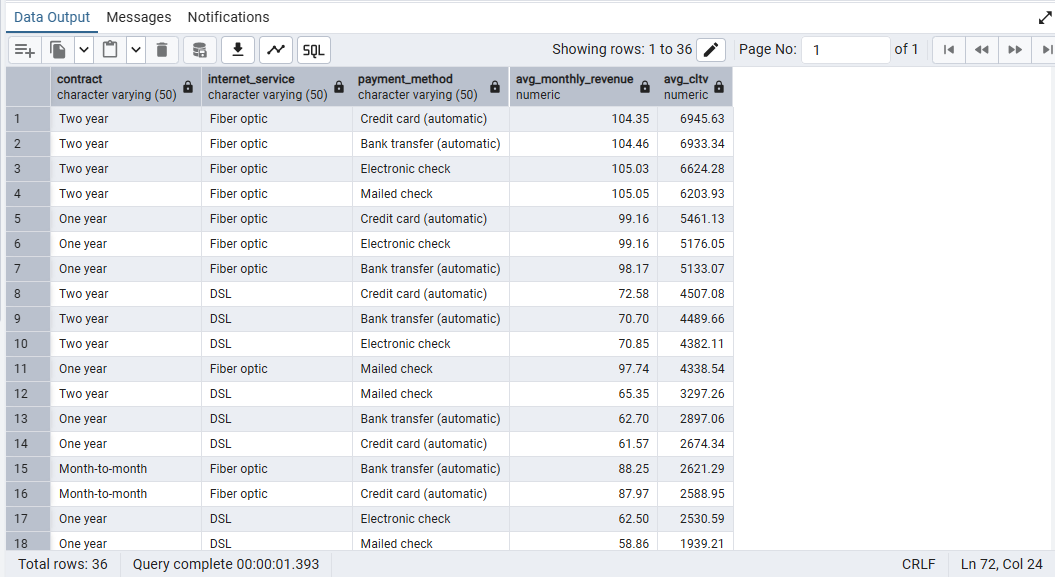 Data Output Messages Notifications
SQL Showing rows: 1 to 36 Page No: 1 of 1
contract internet_service payment_method avg_monthly_revenue avg_cltv
character varying (50) character varying (50) character varying (50) numeric numeric
1 Two year Fiber optic Credit card (automatic) 104.35 6945.63
2 Two year Fiber optic Bank transfer (automatic) 104.46 6933.34
3 Two year Fiber optic Electronic check 105.03 6624.28
4 Two year Fiber optic Mailed check 105.05 6203.93
5 One year Fiber optic Credit card (automatic) 99.16 5461.13
6 One year Fiber optic Electronic check 99.16 5176.05
7 One year Fiber optic Bank transfer (automatic) 98.17 5133.07
8 Two year DSL Credit card (automatic) 72.58 4507.08
9 Two year DSL Bank transfer (automatic) 70.70 4489.66
10 Two year DSL Electronic check 70.85 4382.11
11 One year Fiber optic Mailed check 97.74 4338.54
12 Two year DSL Mailed check 65.35 3297.26
13 One year DSL Bank transfer (automatic) 62.70 2897.06
14 One year DSL Credit card (automatic) 61.57 2674.34
15 Month-to-month Fiber optic Bank transfer (automatic) 88.25 2621.29
16 Month-to-month Fiber optic Credit card (automatic) 87.97 2588.95
17 One year DSL Electronic check 62.50 2530.59
18 One year DSL Mailed check 58.86 1939.21
Total rows: 36 Query complete 00:00:01.393 CRLF Ln 72, Col 24